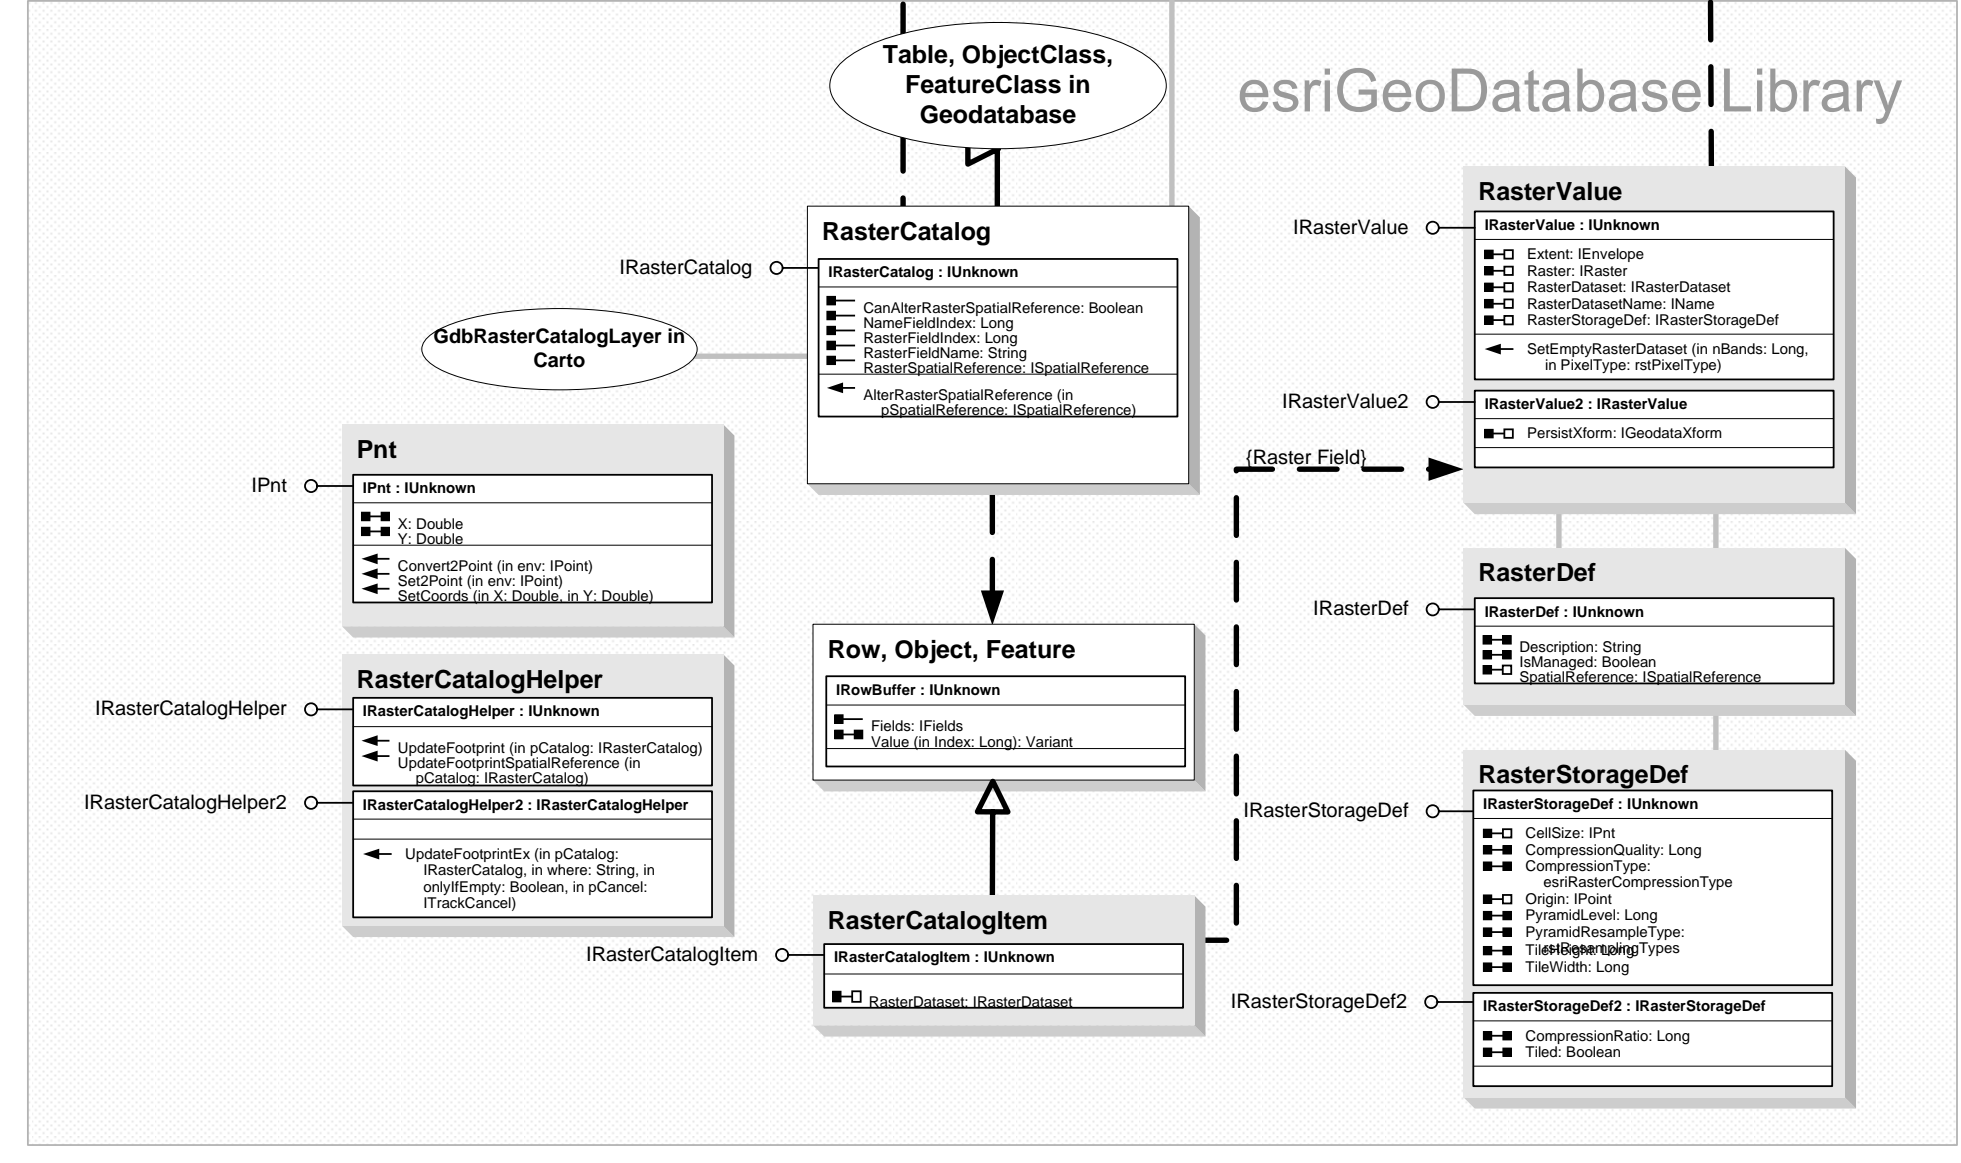 Table, ObjectClass,
FeatureClass in
Geodatabase
esriGeoDatabase Library
RasterCatalog
IRasterCatalog
IRasterCatalog : IUnknown
CanAlterRasterSpatialReference: Boolean
NameFieldIndex: Long
RasterFieldIndex: Long
RasterFieldName: String
RasterSpatialReference: ISpatialReference
AlterRasterSpatialReference (in
pSpatialReference: ISpatialReference)
GdbRasterCatalogLayer in
Carto
Pnt
IPnt
IPnt : IUnknown
X: Double
Y: Double
Convert2Point (in env: IPoint)
Set2Point (in env: IPoint)
SetCoords (in X: Double, in Y: Double)
RasterCatalogHelper
IRasterCatalogHelper
IRasterCatalogHelper : IUnknown
UpdateFootprint (in pCatalog: IRasterCatalog)
UpdateFootprintSpatialReference (in
pCatalog: IRasterCatalog)
IRasterCatalogHelper2
IRasterCatalogHelper2 : IRasterCatalogHelper
UpdateFootprintEx (in pCatalog:
IRasterCatalog, in where: String, in
onlyIfEmpty: Boolean, in pCancel:
ITrackCancel)
Row, Object, Feature
IRowBuffer : IUnknown
Fields: IFields
Value (in Index: Long): Variant
RasterCatalogItem
IRasterCatalogItem
IRasterCatalogItem : IUnknown
RasterDataset: IRasterDataset
{Raster Field}
RasterValue
IRasterValue
IRasterValue : IUnknown
Extent: IEnvelope
Raster: IRaster
RasterDataset: IRasterDataset
RasterDatasetName: IName
RasterStorageDef: IRasterStorageDef
SetEmptyRasterDataset (in nBands: Long,
in PixelType: rstPixelType)
IRasterValue2
IRasterValue2 : IRasterValue
PersistXform: IGeodataXform
RasterDef
IRasterDef
IRasterDef : IUnknown
Description: String
IsManaged: Boolean
SpatialReference: ISpatialReference
RasterStorageDef
IRasterStorageDef
IRasterStorageDef : IUnknown
CellSize: IPnt
CompressionQuality: Long
CompressionType:
esriRasterCompressionType
Origin: IPoint
PyramidLevel: Long
PyramidResampleType:
rstResamplingTypes
TileHeight: Long
TileWidth: Long
IRasterStorageDef2
IRasterStorageDef2 : IRasterStorageDef
CompressionRatio: Long
Tiled: Boolean